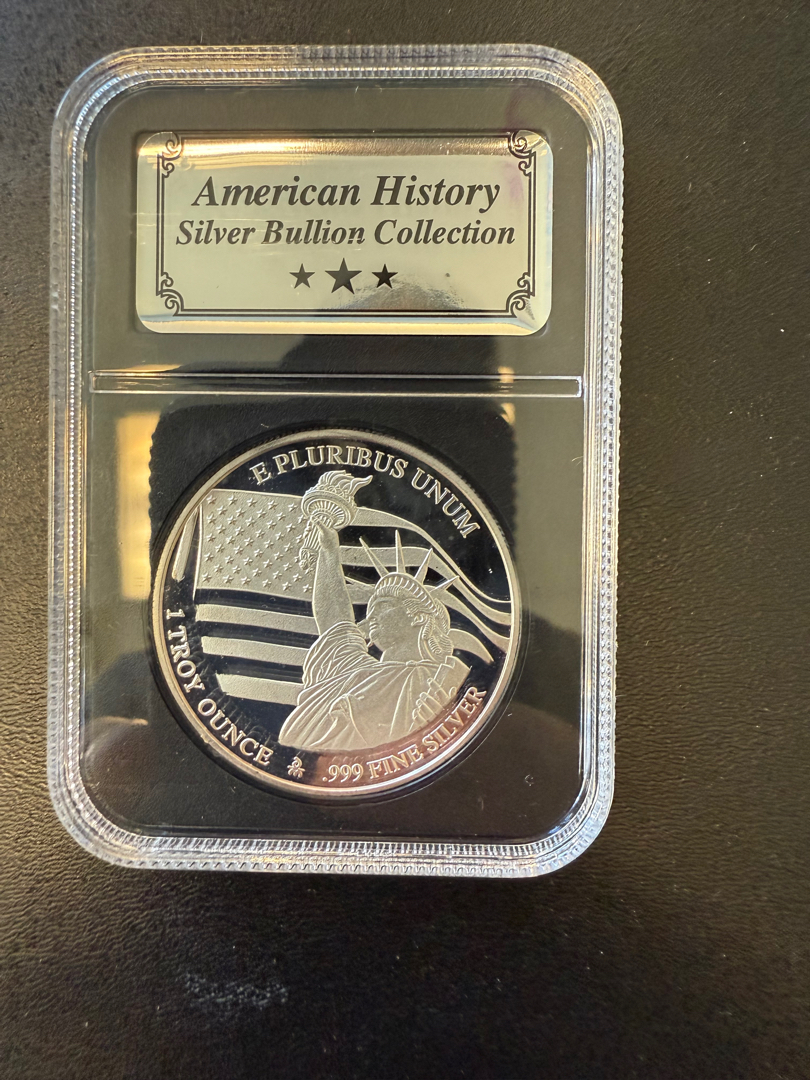 American History
Silver Bullion Collection
E PLURIBUS UNUM
1 TROY OUNCE
.999 FINE SILVER